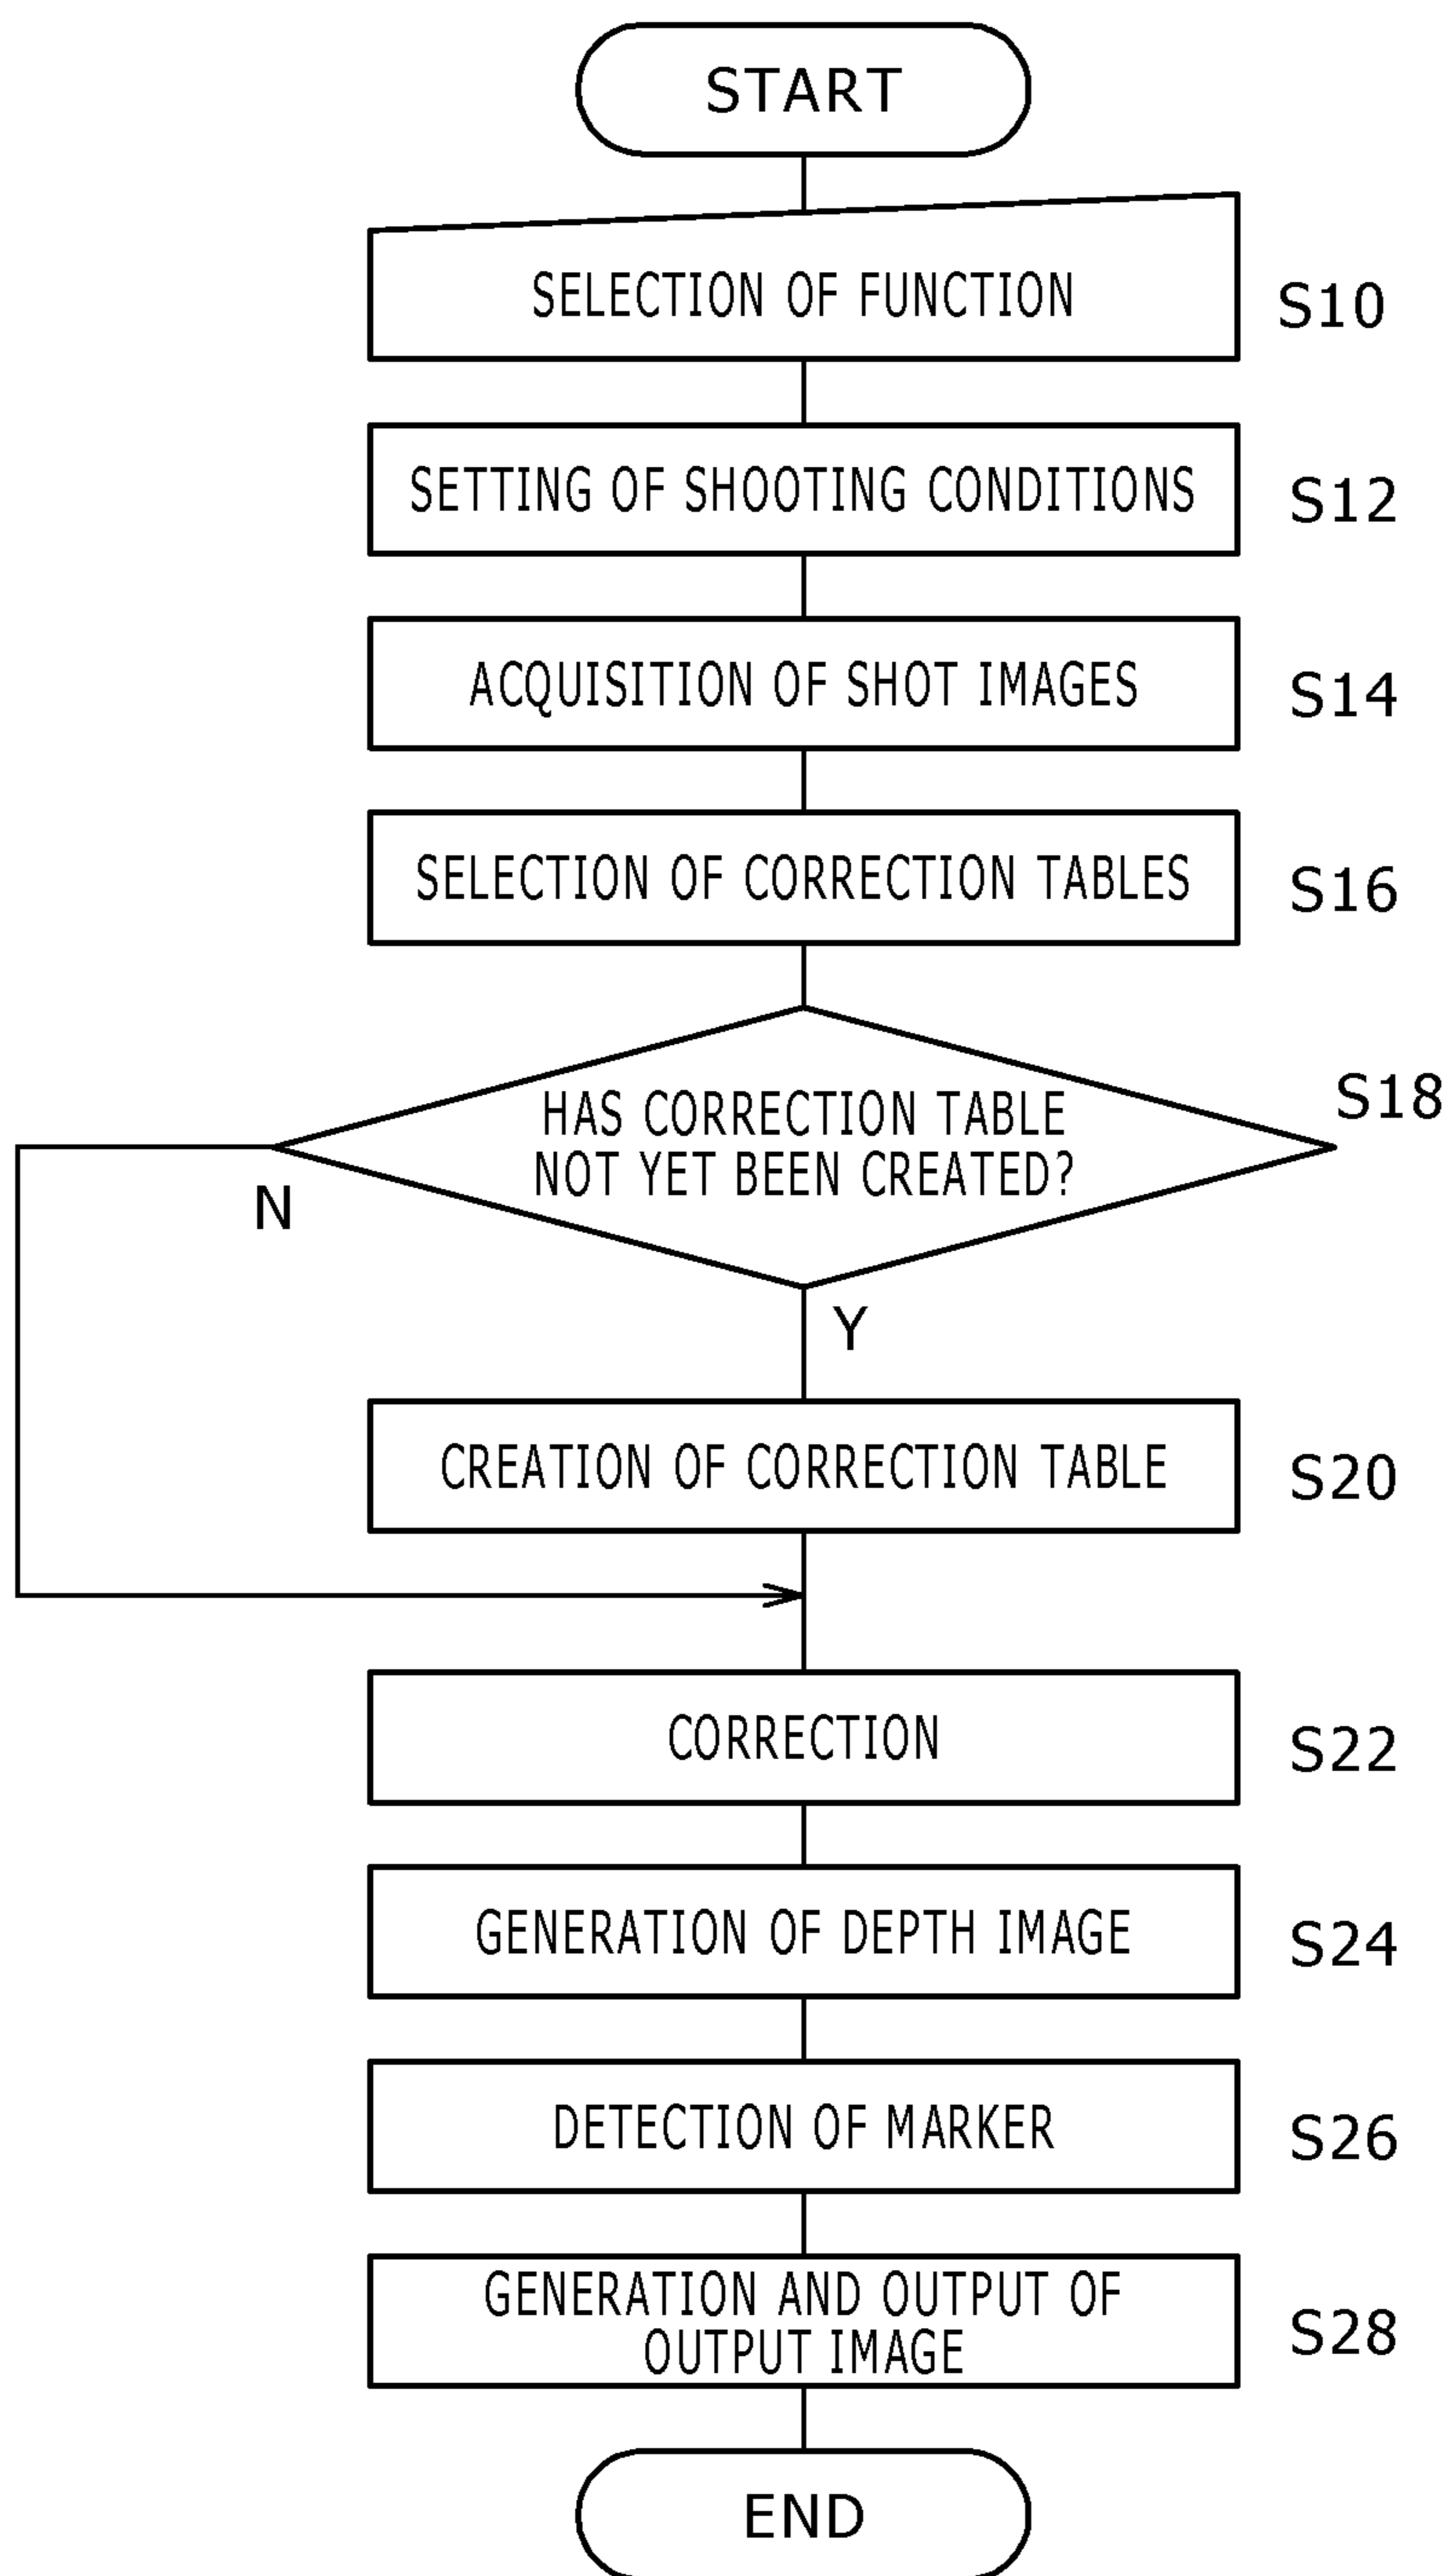 START
SELECTION OF FUNCTION
S10
SETTING OF SHOOTING CONDITIONS
S12
ACQUISITION OF SHOT IMAGES
S14
SELECTION OF CORRECTION TABLES
S16
HAS CORRECTION TABLE
NOT YET BEEN CREATED?
S18
N
Y
CREATION OF CORRECTION TABLE
S20
CORRECTION
S22
GENERATION OF DEPTH IMAGE
S24
DETECTION OF MARKER
S26
GENERATION AND OUTPUT OF
OUTPUT IMAGE
S28
END